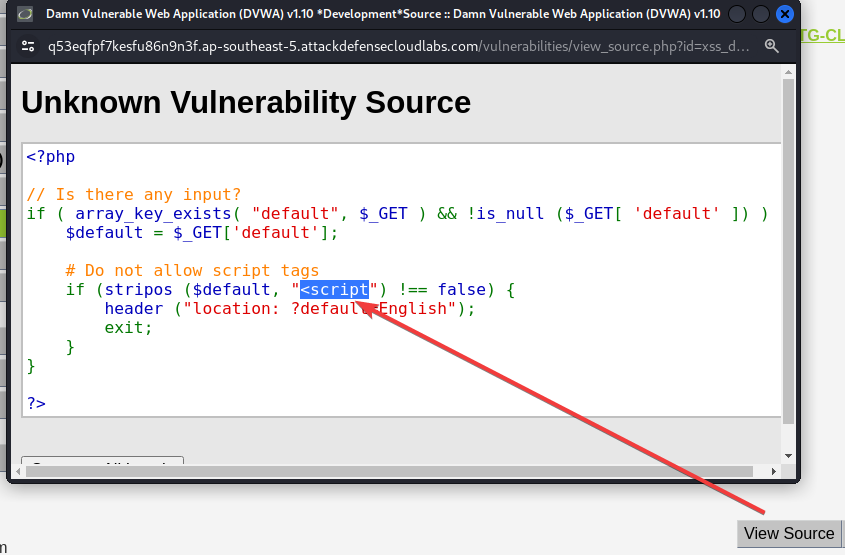 Damn Vulnerable Web Application (DVWA) v1.10 *Development*Source :: Damn Vulnerable Web Application (DVWA) v1.10
TG-CL
q53eqfpf7kesfu86n9n3f.ap-southeast-5.attackdefensecloudlabs.com/vulnerabilities/view_source.php?id=xss_d…
Unknown Vulnerability Source
<?php
// Is there any input?
if ( array_key_exists( "default", $_GET ) && !is_null ($_GET[ 'default' ]) )
$default = $_GET['default'];
# Do not allow script tags
if (stripos ($default, "<script") !== false) {
header ("location: ?default=English");
exit;
}
}
?>
View Source
m